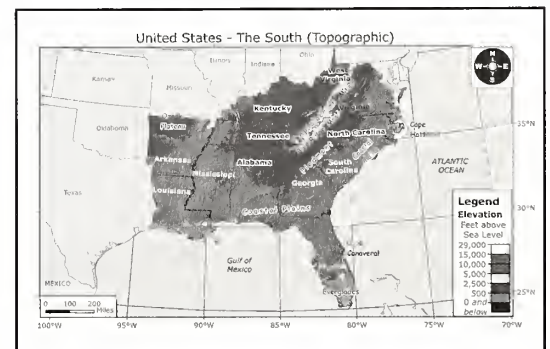 United States - The South (Topographic)
Illinois
Indiana
Ohio
Kansas
Missouri
West
Virginia
Virginia
Kentucky
Cape
Plateau
Oklahoma
Tennessee
North Carolina
35°N
Piedmont
Arkansas
Mississippi
Alabama
South
Carolina
ATLANTIC
OCEAN
Georgia
Louisiana
Texas
Coastal Plains
30°N
Gulf of
Mexico
Canaveral
MEXICO
Everglades
25°N
0 100 200
Miles
100°W
95°W
90°W
85°W
80°W
75°W
70°W
N
W
E
S
Legend
Elevation
Feet above
Sea Level
29,000
15,000
10,000
5,000
2,500
500
0 and
below